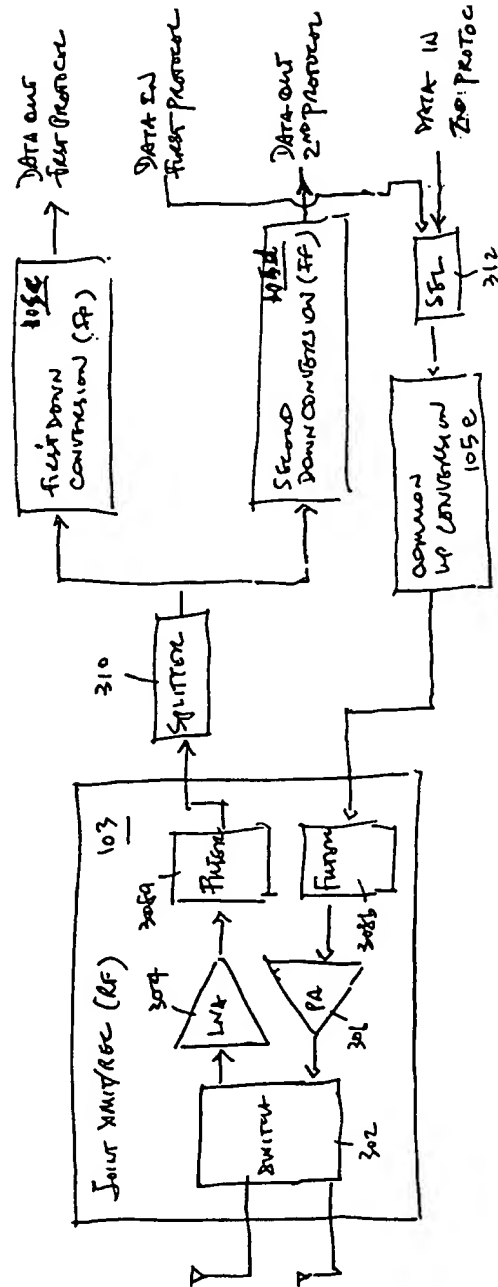 JOINT XMIT/REC (RF)
103
SWITCH
302
LNA
304
FILTER
308a
PA
306
FILTER
308b
SPLITTER
310
FIRST DOWN
CONVERSION (IF)
DATA OUT
FIRST PROTOCOL
DATA IN
FIRST PROTOCOL
SECOND
DOWN CONVERSION (IF)
DATA OUT
2ND PROTOCOL
COMMON
UP CONVERSION
105e
SEL
312
DATA IN
2ND PROTOC